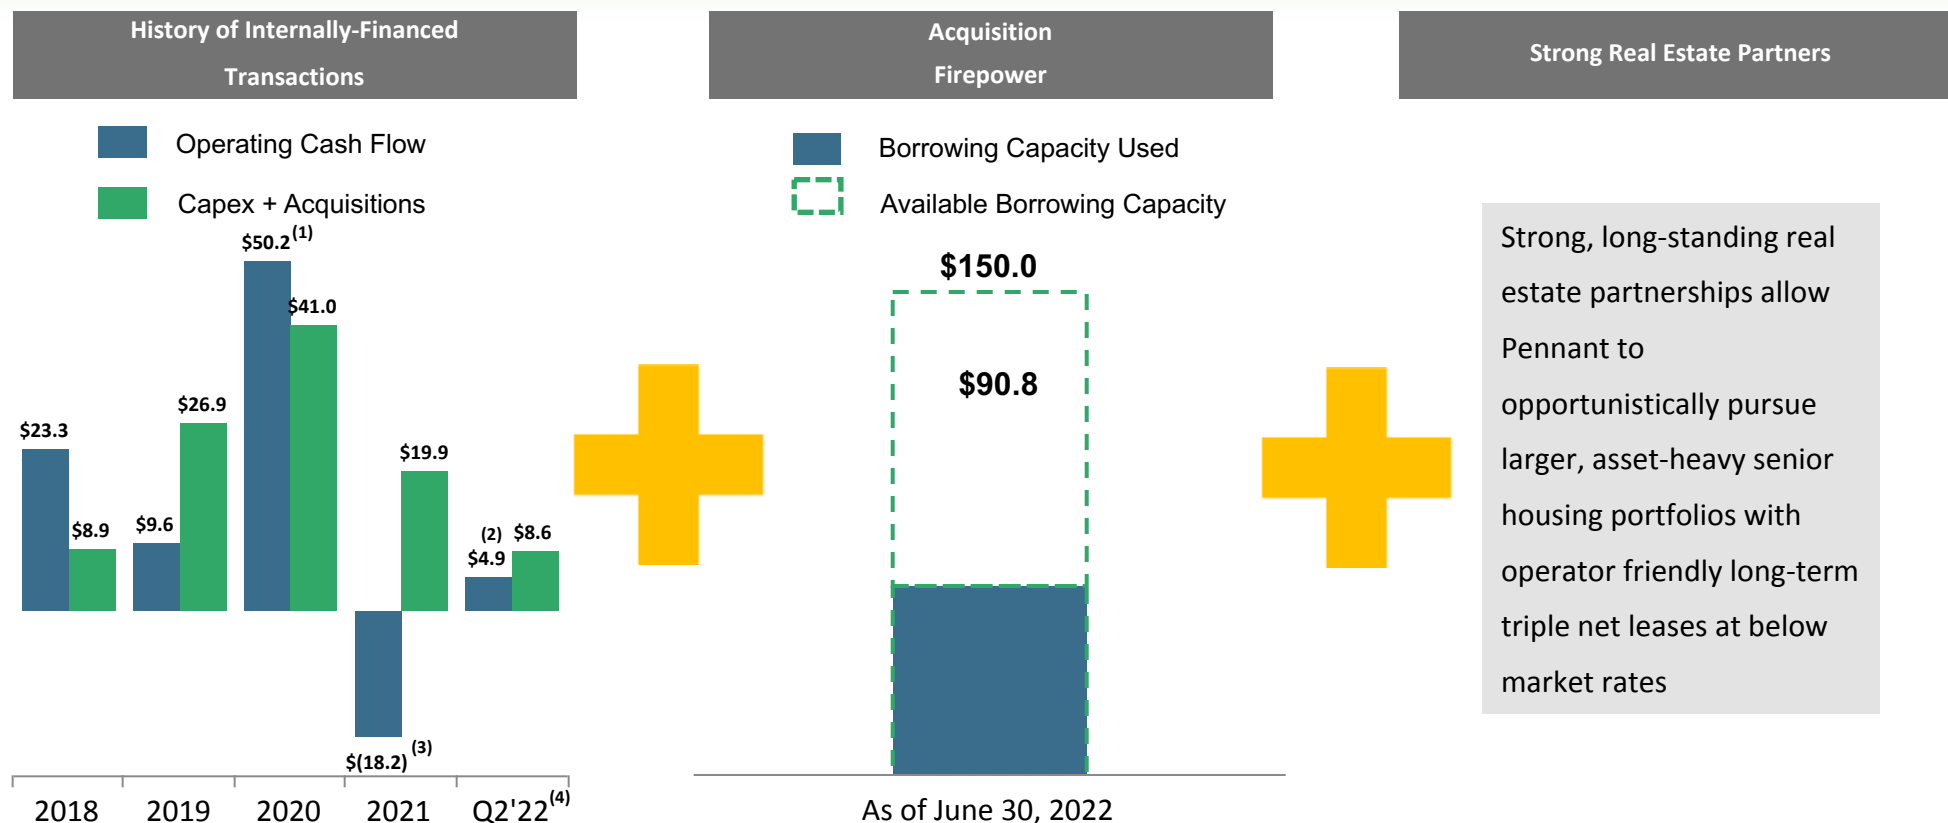 History of Internally-Financed
Transactions
Operating Cash Flow
Capex + Acquisitions
$50.2(1)
$41.0
$26.9
$23.3
$19.9
$9.6
$8.9
(2)
$4.9
$8.6
$(18.2)(3)
2018 2019 2020 2021 Q2'22(4)
Acquisition
Firepower
Borrowing Capacity Used
Available Borrowing Capacity
$150.0
$90.8
As of June 30, 2022
Strong Real Estate Partners
Strong, long-standing real
estate partnerships allow
Pennant to
opportunistically pursue
larger, asset-heavy senior
housing portfolios with
operator friendly long-term
triple net leases at below
market rates